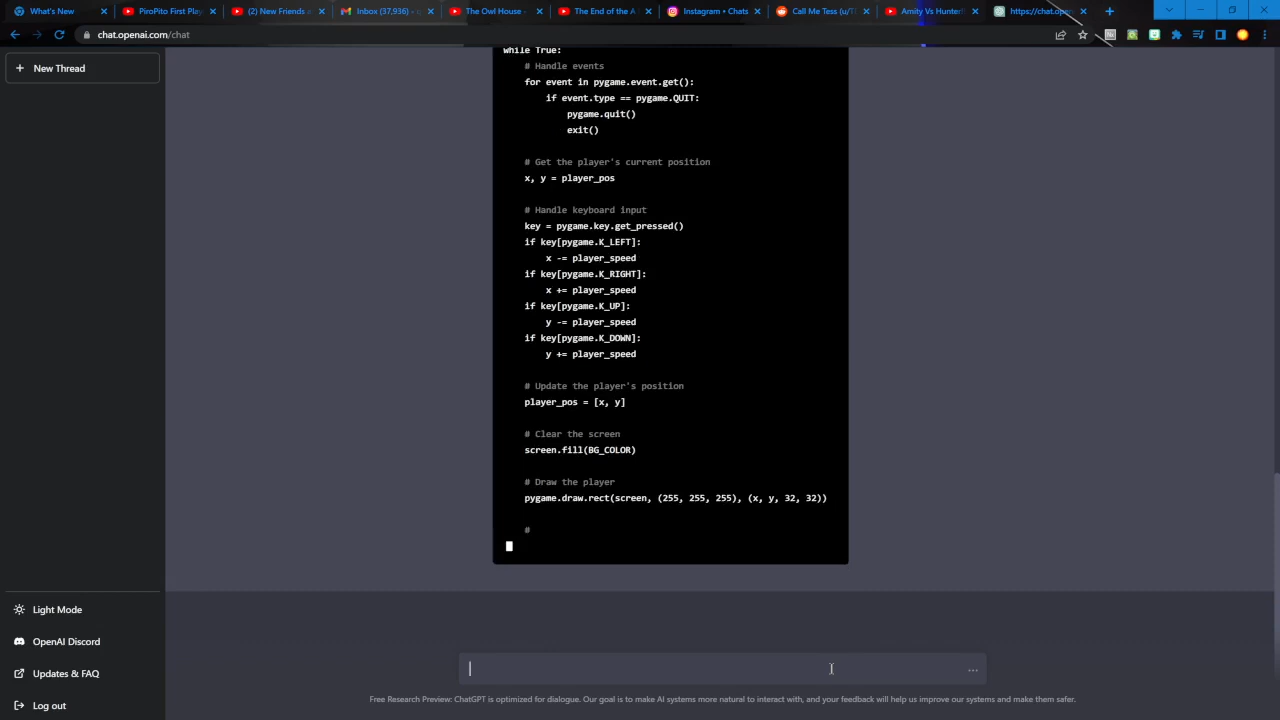 What's New
PiroPito First Play
(2) New Friends a
Inbox (37,936) -
The Owl House -
The End of the A
Instagram • Chats
Call Me Tess (u/T
Amity Vs Hunter
https://chat.open
chat.openai.com/chat
New Thread
while True:
# Handle events
for event in pygame.event.get():
if event.type == pygame.QUIT:
pygame.quit()
exit()
# Get the player's current position
x, y = player_pos
# Handle keyboard input
key = pygame.key.get_pressed()
if key[pygame.K_LEFT]:
x -= player_speed
if key[pygame.K_RIGHT]:
x += player_speed
if key[pygame.K_UP]:
y -= player_speed
if key[pygame.K_DOWN]:
y += player_speed
# Update the player's position
player_pos = [x, y]
# Clear the screen
screen.fill(BG_COLOR)
# Draw the player
pygame.draw.rect(screen, (255, 255, 255), (x, y, 32, 32))
#
Light Mode
OpenAI Discord
Updates & FAQ
Log out
Free Research Preview: ChatGPT is optimized for dialogue. Our goal is to make AI systems more natural to interact with, and your feedback will help us improve our systems and make them safer.